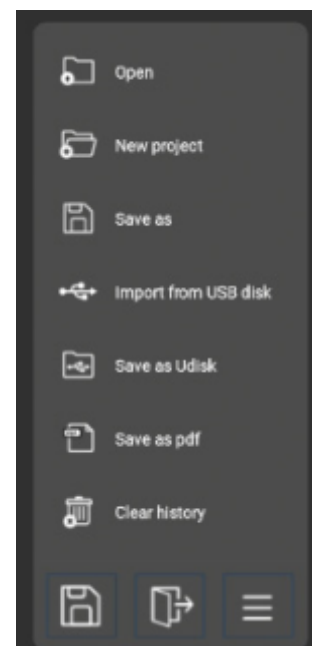 Open
New project
Save as
Import from USB disk
Save as Udisk
Save as pdf
Clear history